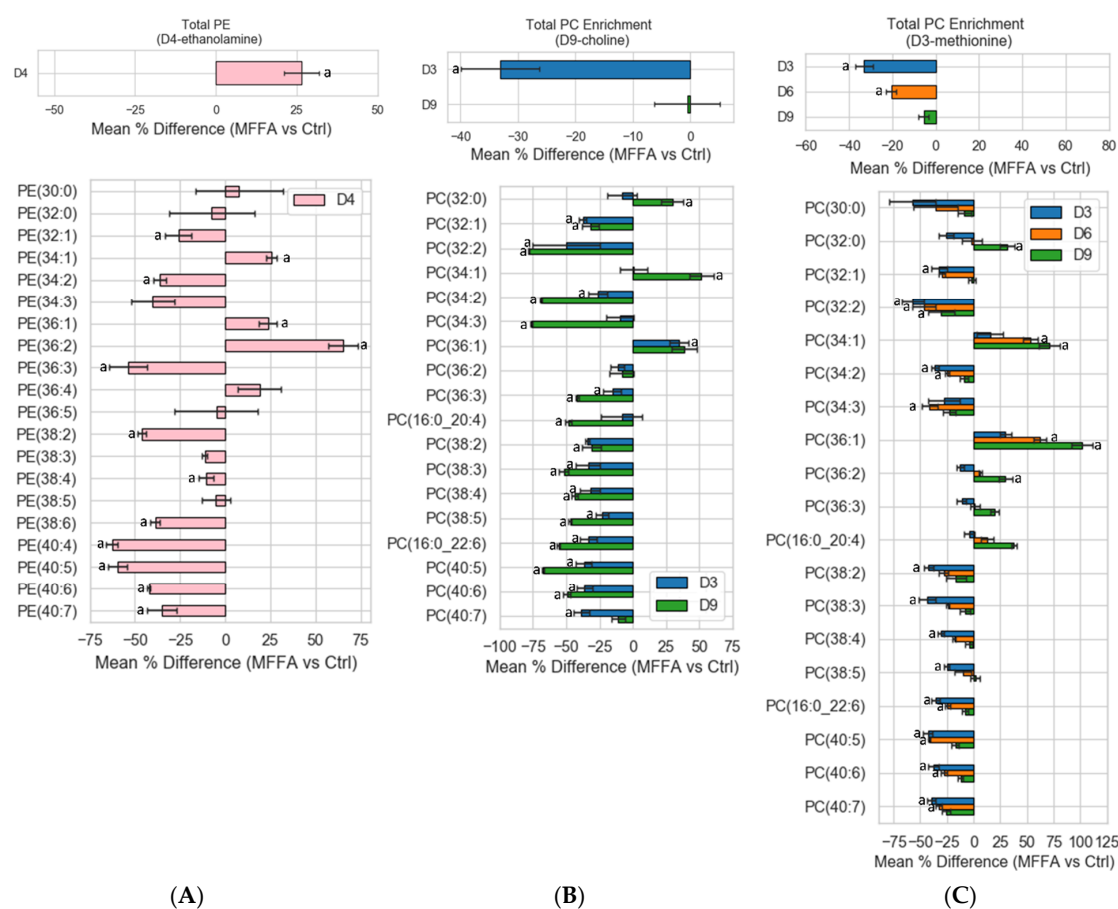 Total PE
(D4-ethanolamine)
D4
a
−50 −25 0 25 50
Mean % Difference (MFFA vs Ctrl)
PE(30:0)
PE(32:0)
PE(32:1) a
PE(34:1) a
PE(34:2) a
PE(34:3)
PE(36:1) a
PE(36:2) a
PE(36:3) a
PE(36:4)
PE(36:5)
PE(38:2) a
PE(38:3)
PE(38:4) a
PE(38:5)
PE(38:6) a
PE(40:4) a
PE(40:5) a
PE(40:6) a
PE(40:7) a
D4
−75 −50 −25 0 25 50 75
Mean % Difference (MFFA vs Ctrl)
(A)
Total PC Enrichment
(D9-choline)
D3 a
D9
−40 −30 −20 −10 0
Mean % Difference (MFFA vs Ctrl)
PC(32:0) a
PC(32:1) a a
PC(32:2) a a
PC(34:1) a
PC(34:2) a a
PC(34:3) a
PC(36:1) a
PC(36:2)
PC(36:3) a a
PC(16:0_20:4) a
PC(38:2) a
PC(38:3) a a
PC(38:4) a a
PC(38:5) a a
PC(16:0_22:6) a a
PC(40:5) a a
PC(40:6) a a
PC(40:7) a
D3
D9
−100 −75 −50 −25 0 25 50 75
Mean % Difference (MFFA vs Ctrl)
(B)
Total PC Enrichment
(D3-methionine)
D3 a
D6 a
D9
−60 −40 −20 0 20 40 60 80
Mean % Difference (MFFA vs Ctrl)
PC(30:0)
PC(32:0) a
PC(32:1) a
PC(32:2) a a a
PC(34:1) a a
PC(34:2) a a
PC(34:3) a
PC(36:1) a a
PC(36:2) a
PC(36:3)
PC(16:0_20:4)
PC(38:2) a
PC(38:3) a
PC(38:4) a
PC(38:5) a
PC(16:0_22:6) a a
PC(40:5) a a
PC(40:6) a a
PC(40:7) a a
D3
D6
D9
−75 −50 −25 0 25 50 75 100 125
Mean % Difference (MFFA vs Ctrl)
(C)